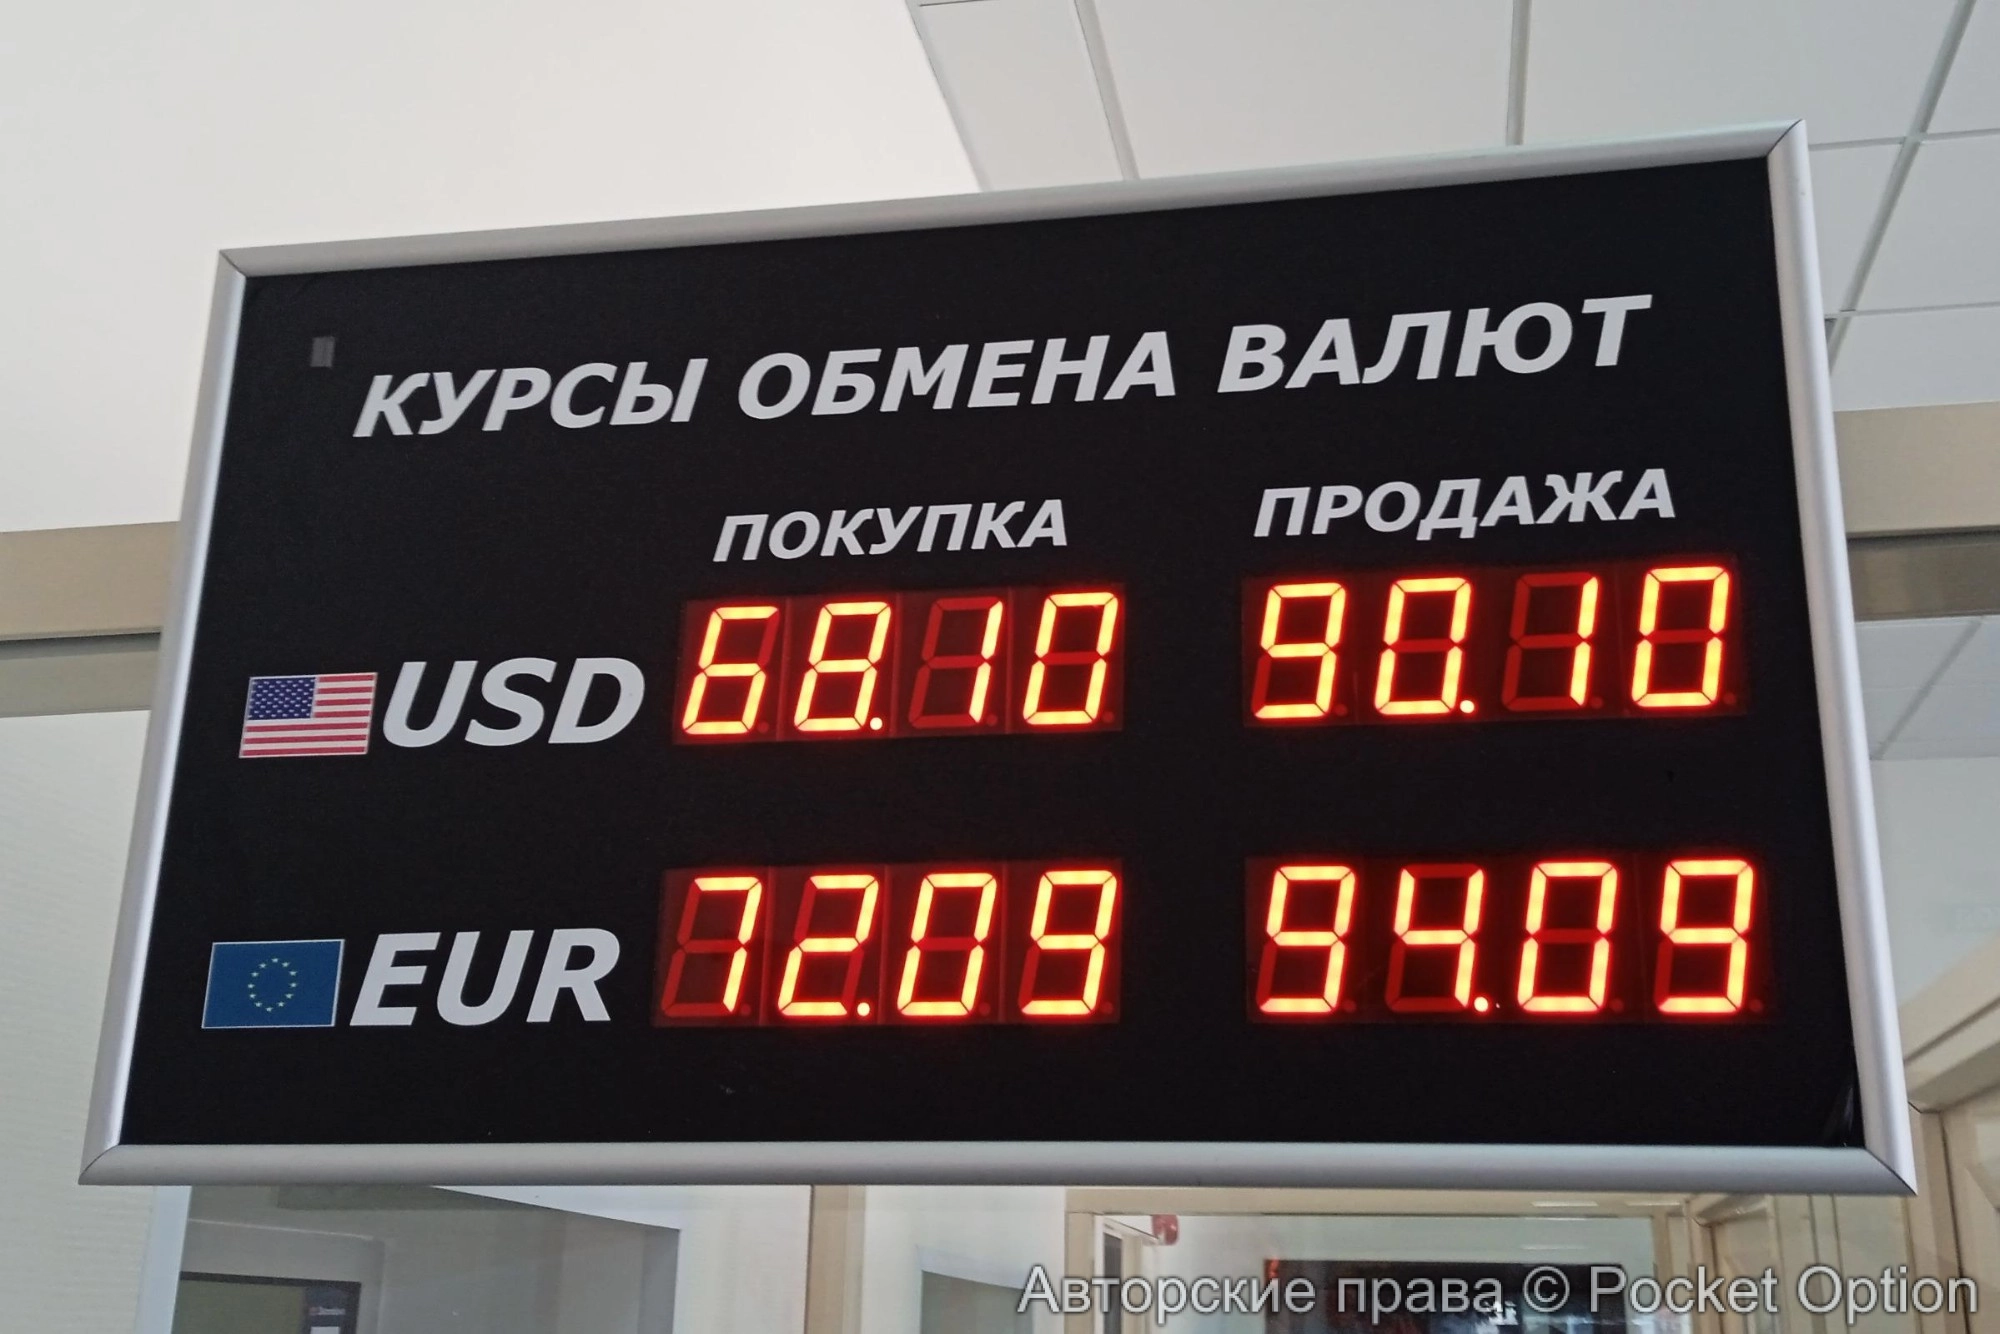 КУРСЫ ОБМЕНА ВАЛЮТ
ПОКУПКА ПРОДАЖА
USD 68.10 90.10
EUR 72.09 94.09
Авторские права © Pocket Option